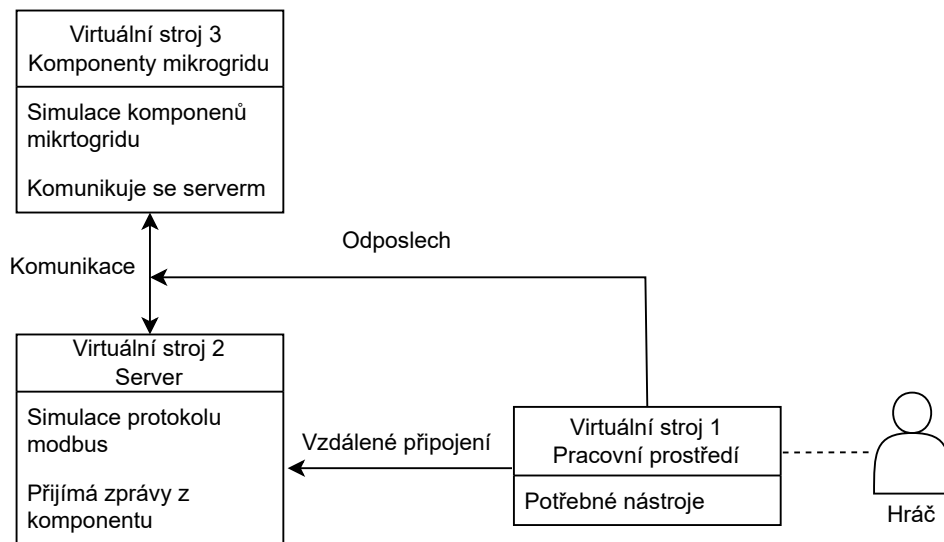 Virtuální stroj 3
Komponenty mikrogridu
Simulace komponenů
mikrtogridu
Komunikuje se serverm
Odposlech
Komunikace
Virtuální stroj 2
Server
Simulace protokolu
modbus
Přijímá zprávy z
komponentu
Vzdálené připojení
Virtuální stroj 1
Pracovní prostředí
Potřebné nástroje
Hráč